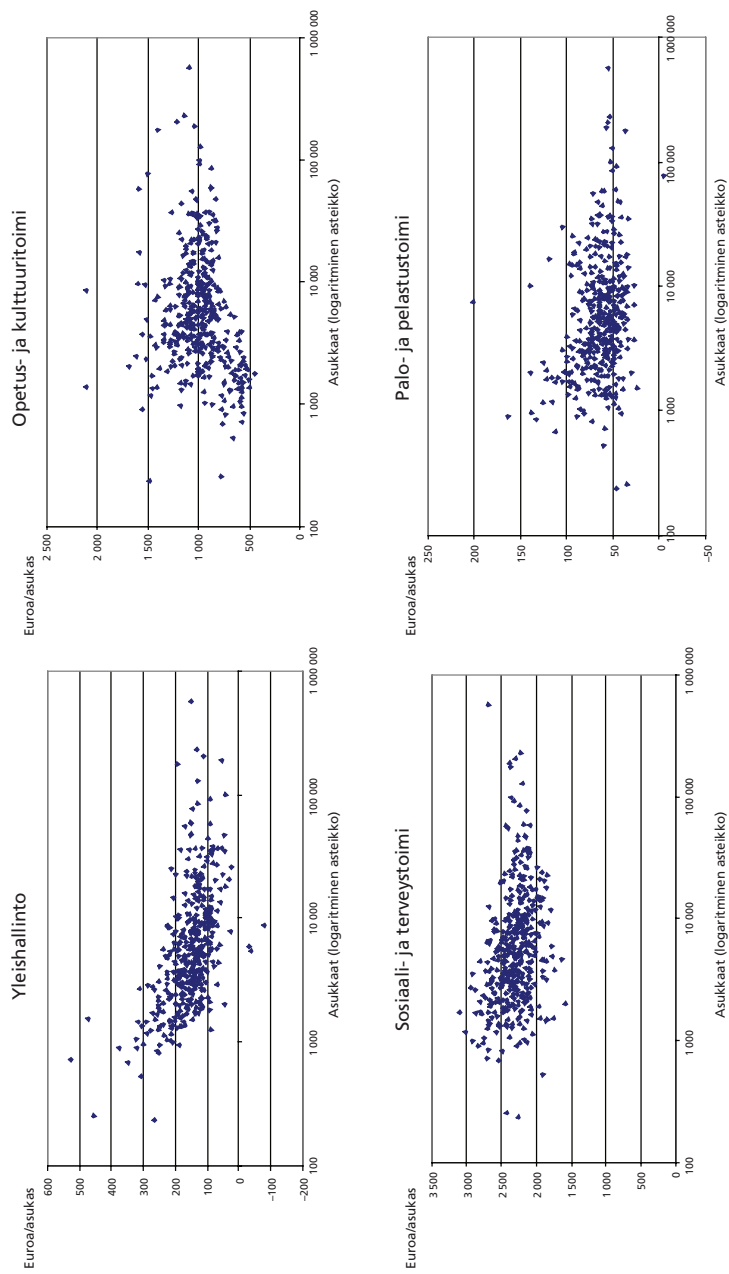 Yleishallinto
Euroa/asukas
600
500
400
300
200
100
0
−100
−200
100
1 000
10 000
100 000
1 000 000
Asukkaat (logaritminen asteikko)
Opetus- ja kulttuuritoimi
Euroa/asukas
2 500
2 000
1 500
1 000
500
0
100
1 000
10 000
100 000
1 000 000
Asukkaat (logaritminen asteikko)
Sosiaali- ja terveystoimi
Euroa/asukas
3 500
3 000
2 500
2 000
1 500
1 000
500
0
100
1 000
10 000
100 000
1 000 000
Asukkaat (logaritminen asteikko)
Palo- ja pelastustoimi
Euroa/asukas
250
200
150
100
50
0
−50
100
1 000
10 000
100 000
1 000 000
Asukkaat (logaritminen asteikko)